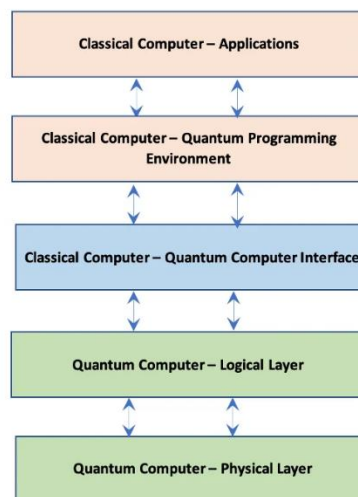 Classical Computer – Applications
Classical Computer – Quantum Programming
Environment
Classical Computer – Quantum Computer Interface
Quantum Computer – Logical Layer
Quantum Computer – Physical Layer